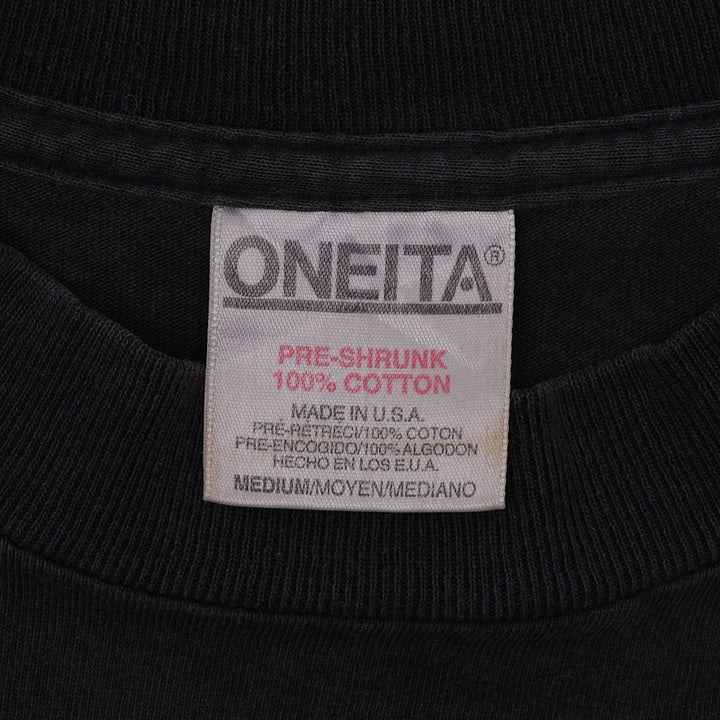 ONEITA®
PRE-SHRUNK
100% COTTON
MADE IN U.S.A.
PRÉ-RETRECI/100% COTON
PRE-ENCOGIDO/100% ALGODON
HECHO EN LOS E.U.A.
MEDIUM/MOYEN/MEDIANO